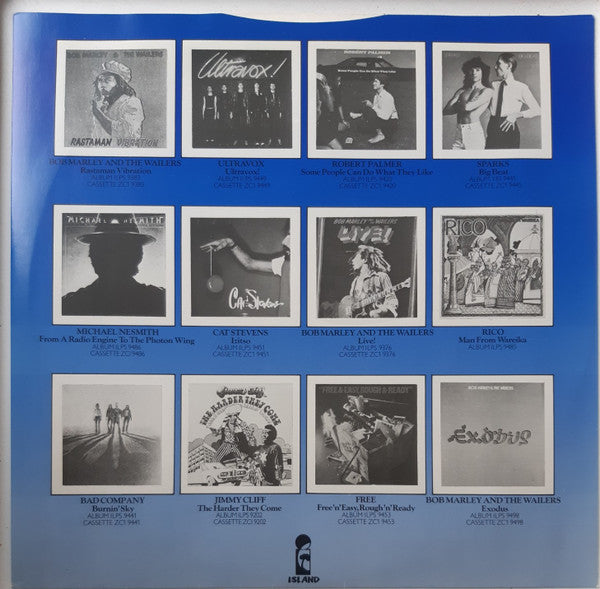 BOB MARLEY & THE WAILERS
RASTAMAN VIBRATION
BOB MARLEY AND THE WAILERS
Rastaman Vibration
ALBUM ILPS 9383
CASSETTE ZCI 9383
Ultravox!
ULTRAVOX
Ultravox!
ALBUM ILPS 9449
CASSETTE ZCI 9449
ROBERT PALMER
Some People Can Do What They Like
ROBERT PALMER
Some People Can Do What They Like
ALBUM ILPS 9420
CASSETTE ZCI 9420
SPARKS
Big Beat
ALBUM ILPS 9445
CASSETTE ZCI 9445
MICHAEL NESMITH
MICHAEL NESMITH
From A Radio Engine To The Photon Wing
ALBUM ILPS 9486
CASSETTE ZCI 9486
Cat Stevens
CAT STEVENS
Izitso
ALBUM ILPS 9451
CASSETTE ZCI 9451
BOB MARLEY AND THE WAILERS
LIVE!
BOB MARLEY AND THE WAILERS
Live!
ALBUM ILPS 9376
CASSETTE ZCI 9376
RICO
RICO
Man From Wareika
ALBUM ILPS 9485
BAD COMPANY
Burnin' Sky
ALBUM ILPS 9441
CASSETTE ZCI 9441
THE HARDER THEY COME
JIMMY CLIFF
The Harder They Come
ALBUM ILPS 9202
CASSETTE ZCI 9202
"FREE & EASY, ROUGH & READY"
FREE
Free 'n' Easy, Rough 'n' Ready
ALBUM ILPS 9453
CASSETTE ZCI 9453
BOB MARLEY & THE WAILERS
EXODUS
BOB MARLEY AND THE WAILERS
Exodus
ALBUM ILPS 9498
CASSETTE ZCI 9498
ISLAND